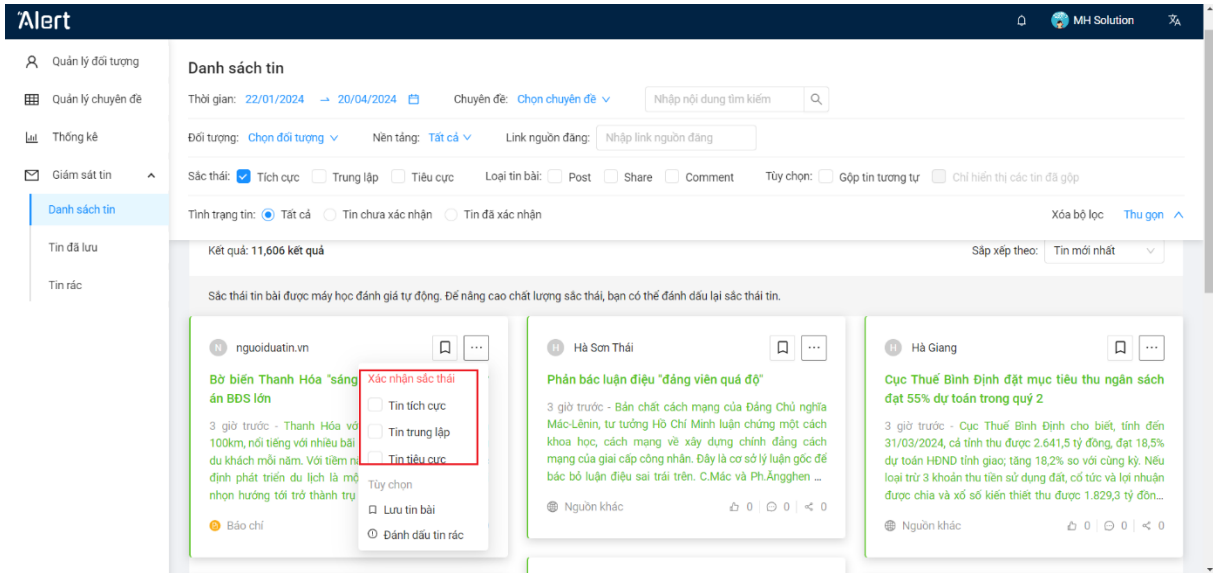 Alert
MH Solution
Quản lý đối tượng
Quản lý chuyên đề
Thống kê
Giám sát tin
Danh sách tin
Tin đã lưu
Tin rác
Danh sách tin
Thời gian: 22/01/2024 → 20/04/2024 Chuyên đề: Chọn chuyên đề Nhập nội dung tìm kiếm
Đối tượng: Chọn đối tượng Nền tảng: Tất cả Link nguồn đăng: Nhập link nguồn đăng
Sắc thái: Tích cực Trung lập Tiêu cực Loại tin bài: Post Share Comment Tùy chọn: Gộp tin tương tự Chỉ hiển thị các tin đã gộp
Tình trạng tin: Tất cả Tin chưa xác nhận Tin đã xác nhận Xóa bộ lọc Thu gọn
Kết quả: 11,606 kết quả Sắp xếp theo: Tin mới nhất
Sắc thái tin bài được máy học đánh giá tự động. Để nâng cao chất lượng sắc thái, bạn có thể đánh dấu lại sắc thái tin.
N nguoiduatin.vn
Bờ biển Thanh Hóa "sáng
án BĐS lớn
3 giờ trước - Thanh Hóa vớ
100km, nổi tiếng với nhiều bãi
du khách mỗi năm. Với tiềm n
định phát triển du lịch là mộ
nhọn hướng tới trở thành trụ
Báo chí
Xác nhận sắc thái
Tin tích cực
Tin trung lập
Tin tiêu cực
Tùy chọn
Lưu tin bài
Đánh dấu tin rác
H Hà Sơn Thái
Phản bác luận điệu "đảng viên quá độ"
3 giờ trước - Bản chất cách mạng của Đảng Chủ nghĩa
Mác-Lênin, tư tưởng Hồ Chí Minh luận chứng một cách
khoa học, cách mạng về xây dựng chính đảng cách
mạng của giai cấp công nhân. Đây là cơ sở lý luận gốc để
bác bỏ luận điệu sai trái trên. C.Mác và Ph.Ăngghen ...
Nguồn khác 0 0 0
H Hà Giang
Cục Thuế Bình Định đặt mục tiêu thu ngân sách
đạt 55% dự toán trong quý 2
3 giờ trước - Cục Thuế Bình Định cho biết, tính đến
31/03/2024, cả tỉnh thu được 2.641,5 tỷ đồng, đạt 18,5%
dự toán HĐND tỉnh giao; tăng 18,2% so với cùng kỳ. Nếu
loại trừ 3 khoản thu tiền sử dụng đất, cổ tức và lợi nhuận
được chia và xổ số kiến thiết thu được 1.829,3 tỷ đồn...
Nguồn khác 0 0 0